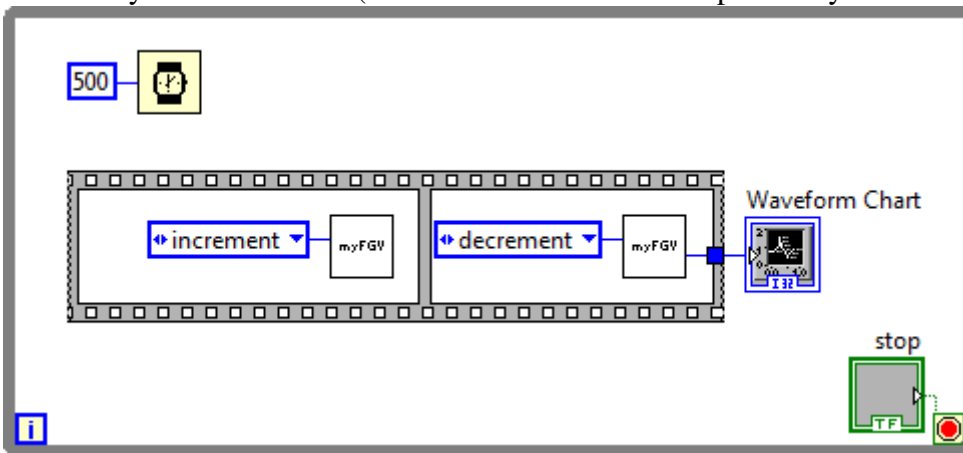 500
Waveform Chart
increment
myFGV
decrement
myFGV
I32
stop
TF
i